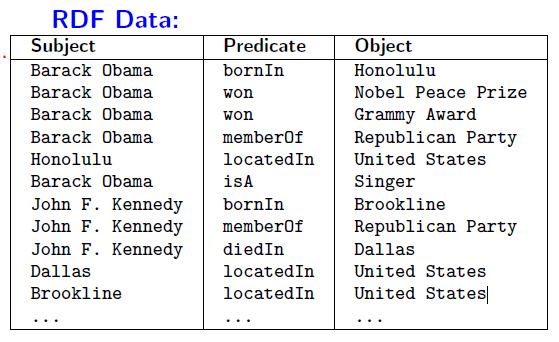 RDF Data:
Subject Predicate Object
Barack Obama bornIn Honolulu
Barack Obama won Nobel Peace Prize
Barack Obama won Grammy Award
Barack Obama memberOf Republican Party
Honolulu locatedIn United States
Barack Obama isA Singer
John F. Kennedy bornIn Brookline
John F. Kennedy memberOf Republican Party
John F. Kennedy diedIn Dallas
Dallas locatedIn United States
Brookline locatedIn United States
... ... ...